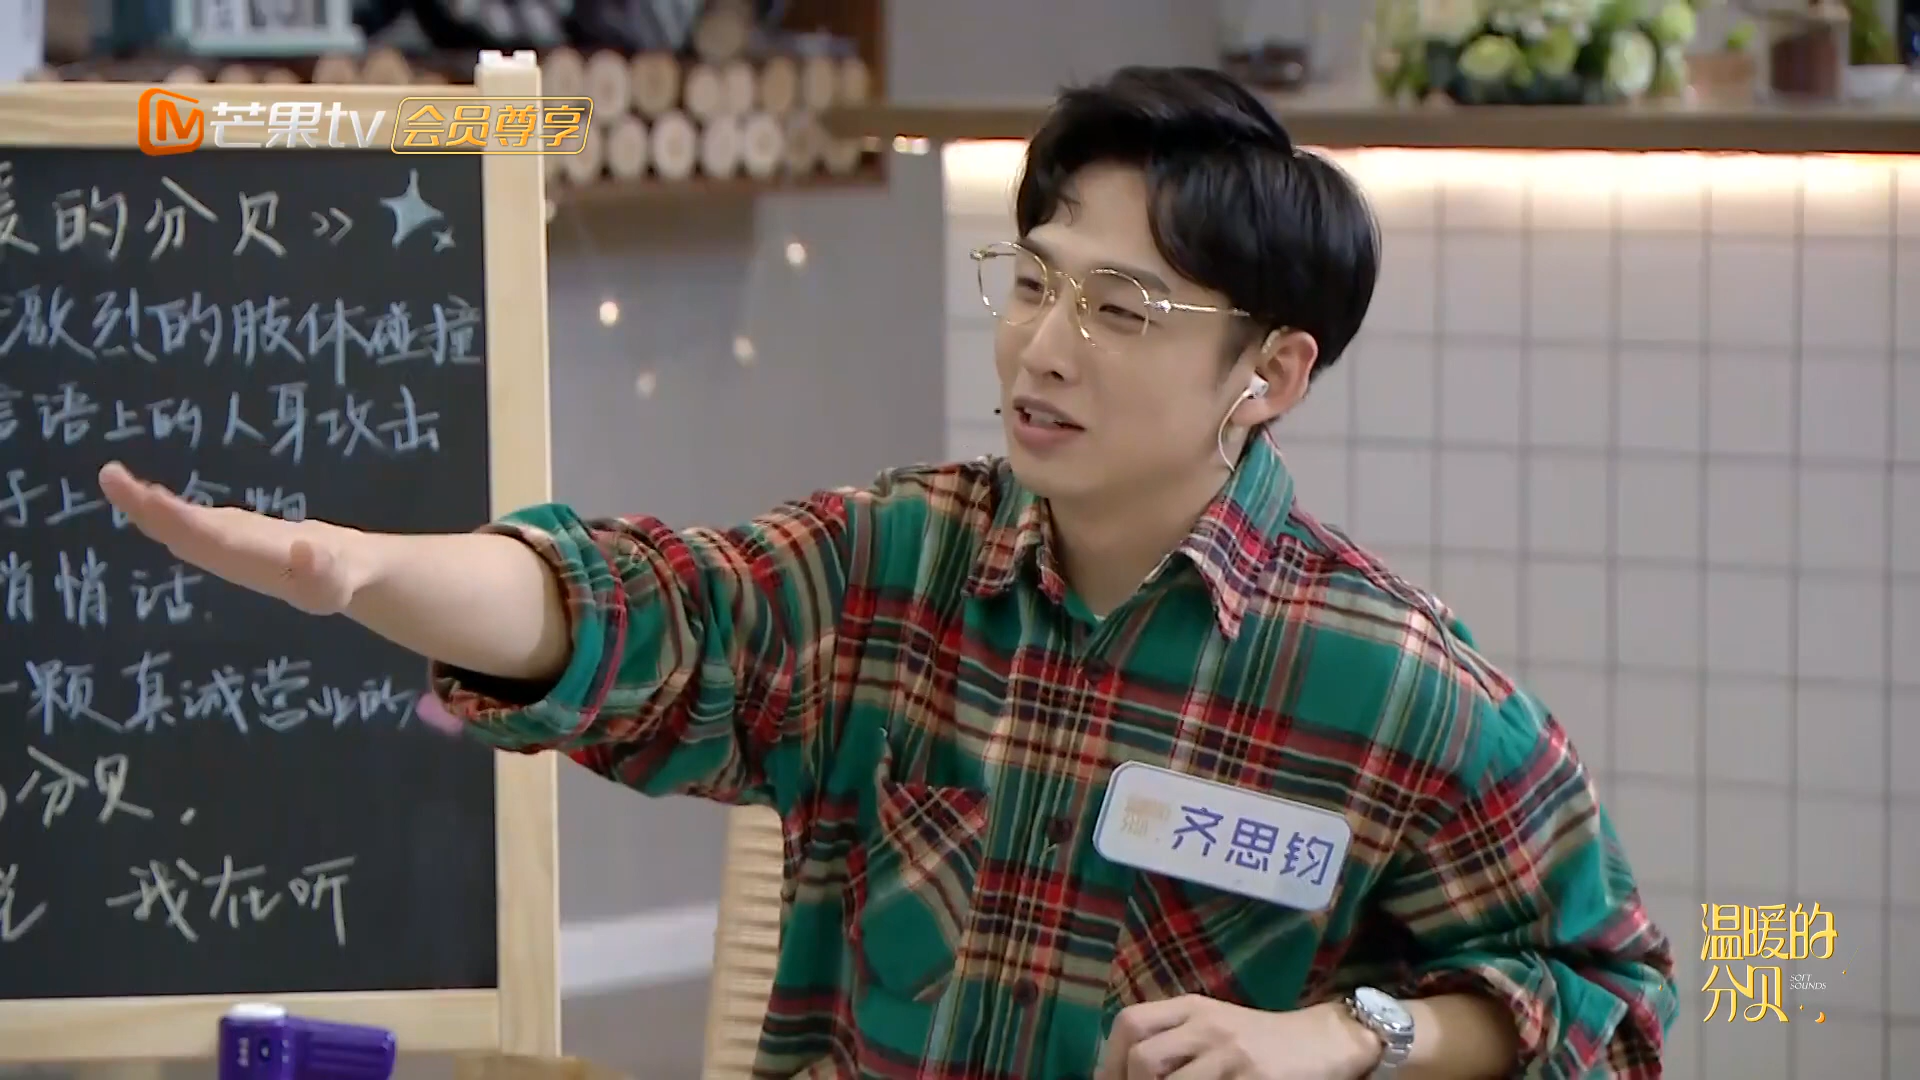 芒果tv 会员尊享
的分贝》
激烈的肢体碰撞
言语上的人身攻击
子上
悄悄话
一颗真诚营业的
分贝，
我在听
齐思钧
温暖的
分贝
SOFT
SOUNDS